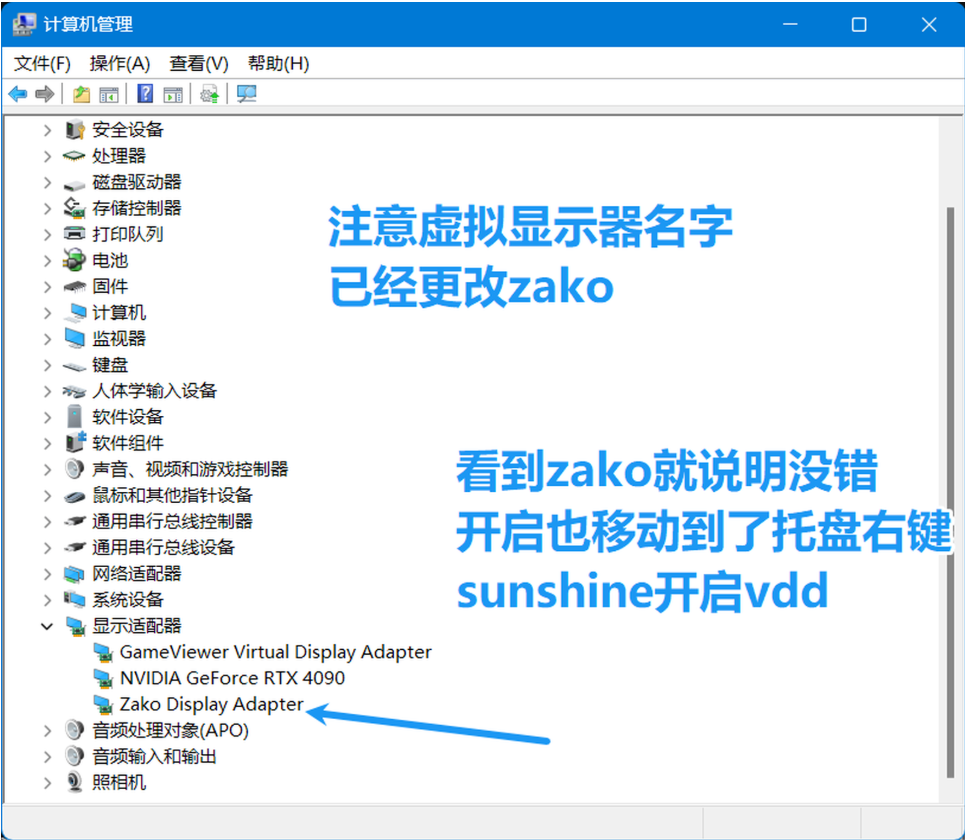 计算机管理
文件(F) 操作(A) 查看(V) 帮助(H)
安全设备
处理器
磁盘驱动器
存储控制器
打印队列
电池
固件
计算机
监视器
键盘
人体学输入设备
软件设备
软件组件
声音、视频和游戏控制器
鼠标和其他指针设备
通用串行总线控制器
通用串行总线设备
网络适配器
系统设备
显示适配器
GameViewer Virtual Display Adapter
NVIDIA GeForce RTX 4090
Zako Display Adapter
音频处理对象(APO)
音频输入和输出
照相机
注意虚拟显示器名字
已经更改zako
看到zako就说明没错
开启也移动到了托盘右键
sunshine开启vdd